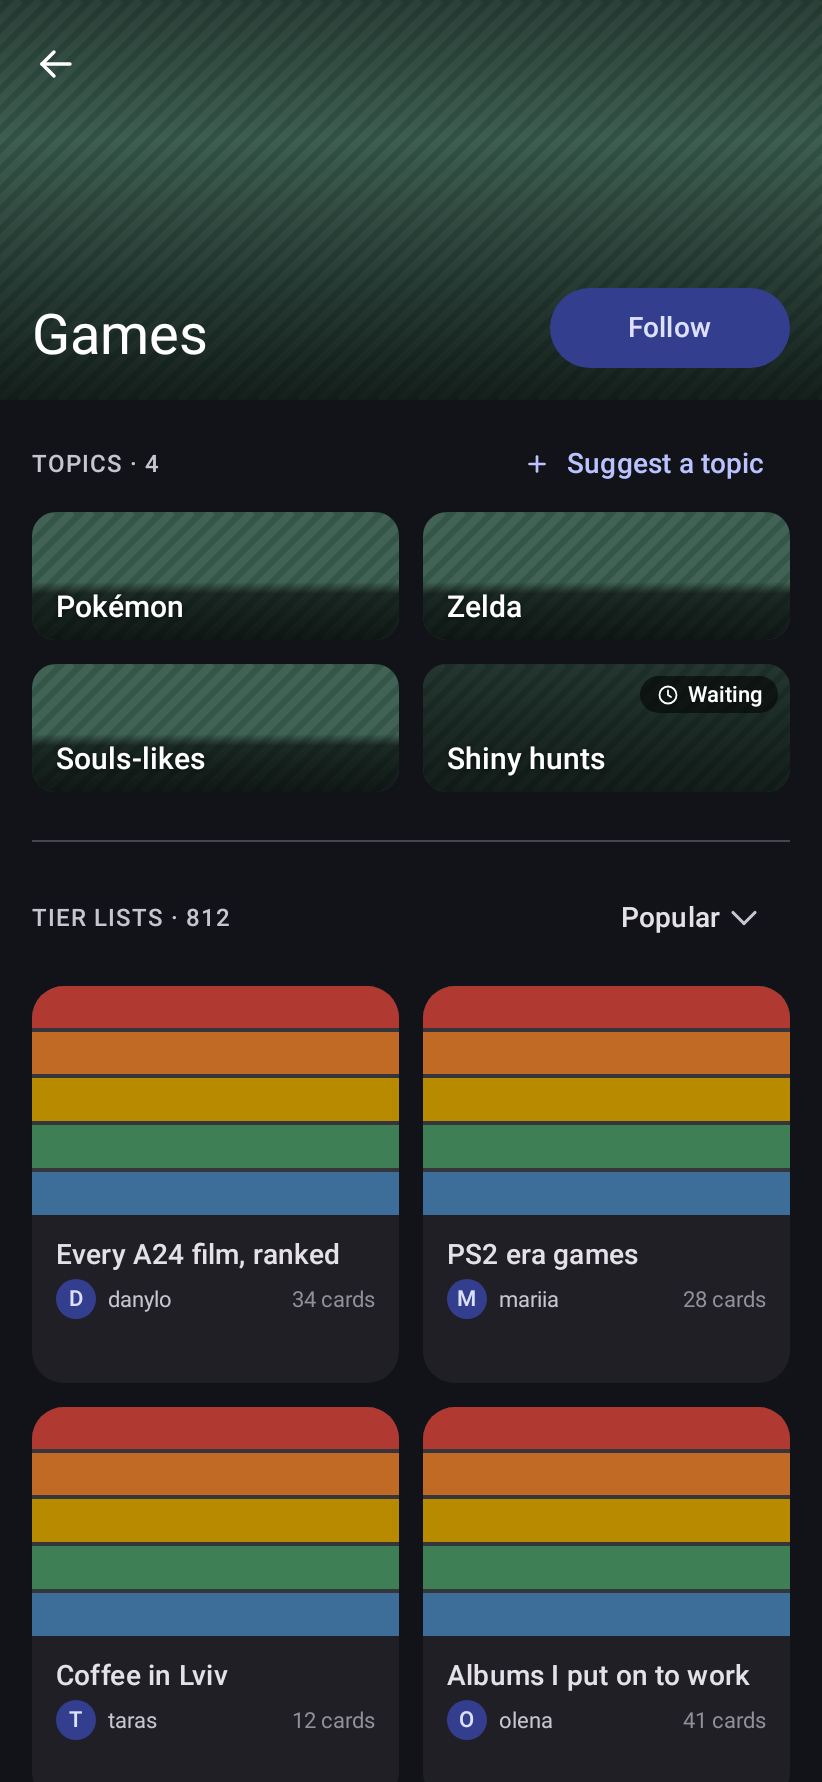 Games
Follow
TOPICS · 4
+ Suggest a topic
Pokémon
Zelda
Souls-likes
Waiting
Shiny hunts
TIER LISTS · 812
Popular
Every A24 film, ranked
D danylo 34 cards
PS2 era games
M mariia 28 cards
Coffee in Lviv
T taras 12 cards
Albums I put on to work
O olena 41 cards